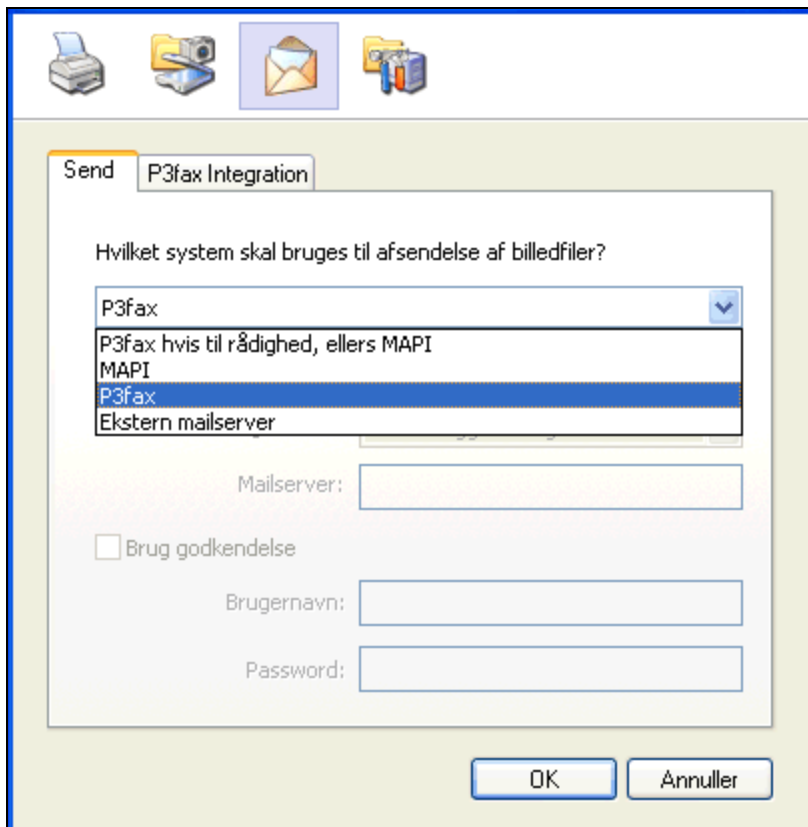 Send
P3fax Integration
Hvilket system skal bruges til afsendelse af billedfiler?
P3fax
P3fax hvis til rådighed, ellers MAPI
MAPI
P3fax
Ekstern mailserver
Mailserver:
Brug godkendelse
Brugernavn:
Password:
OK
Annuller